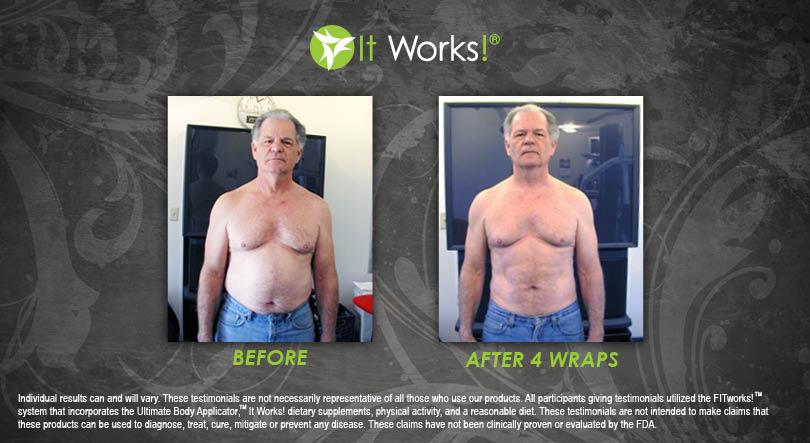 It Works!®
BEFORE
AFTER 4 WRAPS
Individual results can and will vary. These testimonials are not necessarily representative of all those who use our products. All participants giving testimonials utilized the FITworks!™
system that incorporates the Ultimate Body Applicator,™ It Works! dietary supplements, physical activity, and a reasonable diet. These testimonials are not intended to make claims that
these products can be used to diagnose, treat, cure, mitigate or prevent any disease. These claims have not been clinically proven or evaluated by the FDA.